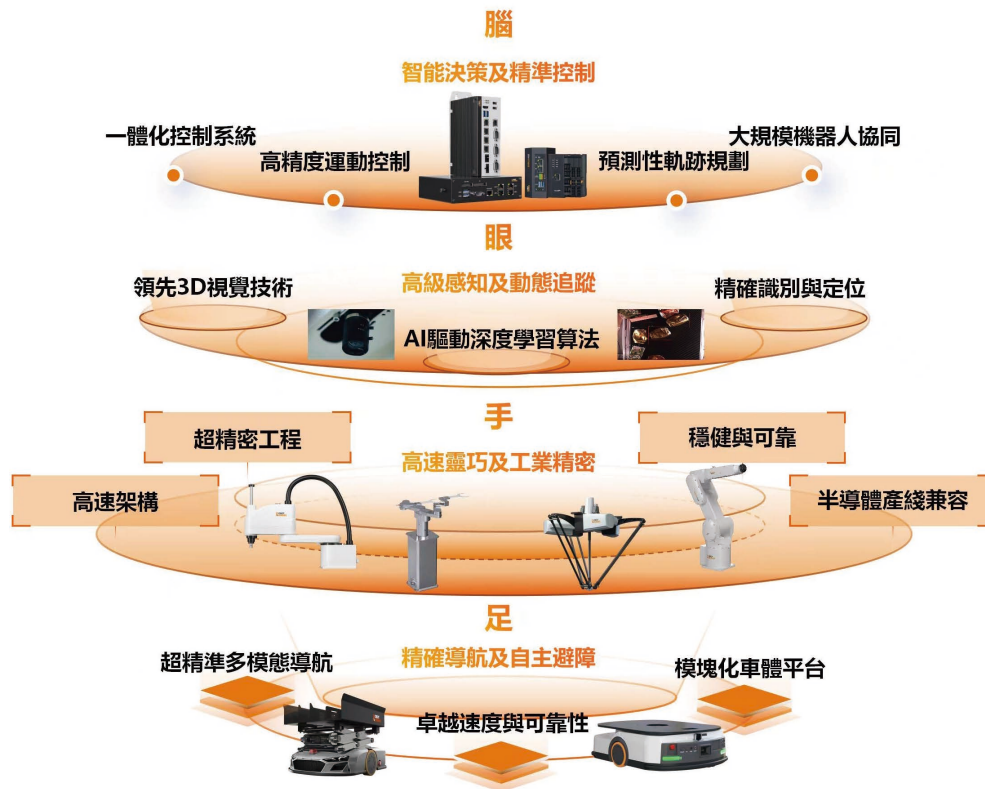 腦
智能決策及精準控制
一體化控制系統
大規模機器人協同
高精度運動控制
預測性軌跡規劃
眼
領先3D視覺技術
高級感知及動態追蹤
精確識別與定位
AI驅動深度學習算法
手
超精密工程
穩健與可靠
高速靈巧及工業精密
高速架構
半導體產綫兼容
足
超精準多模態導航
精確導航及自主避障
模塊化車體平台
卓越速度與可靠性